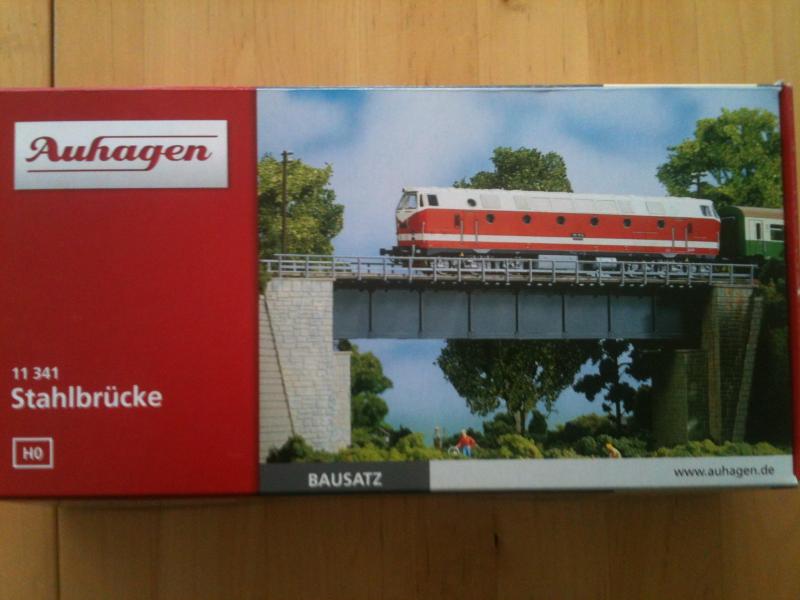 Auhagen
11 341
Stahlbrücke
H0
BAUSATZ
www.auhagen.de